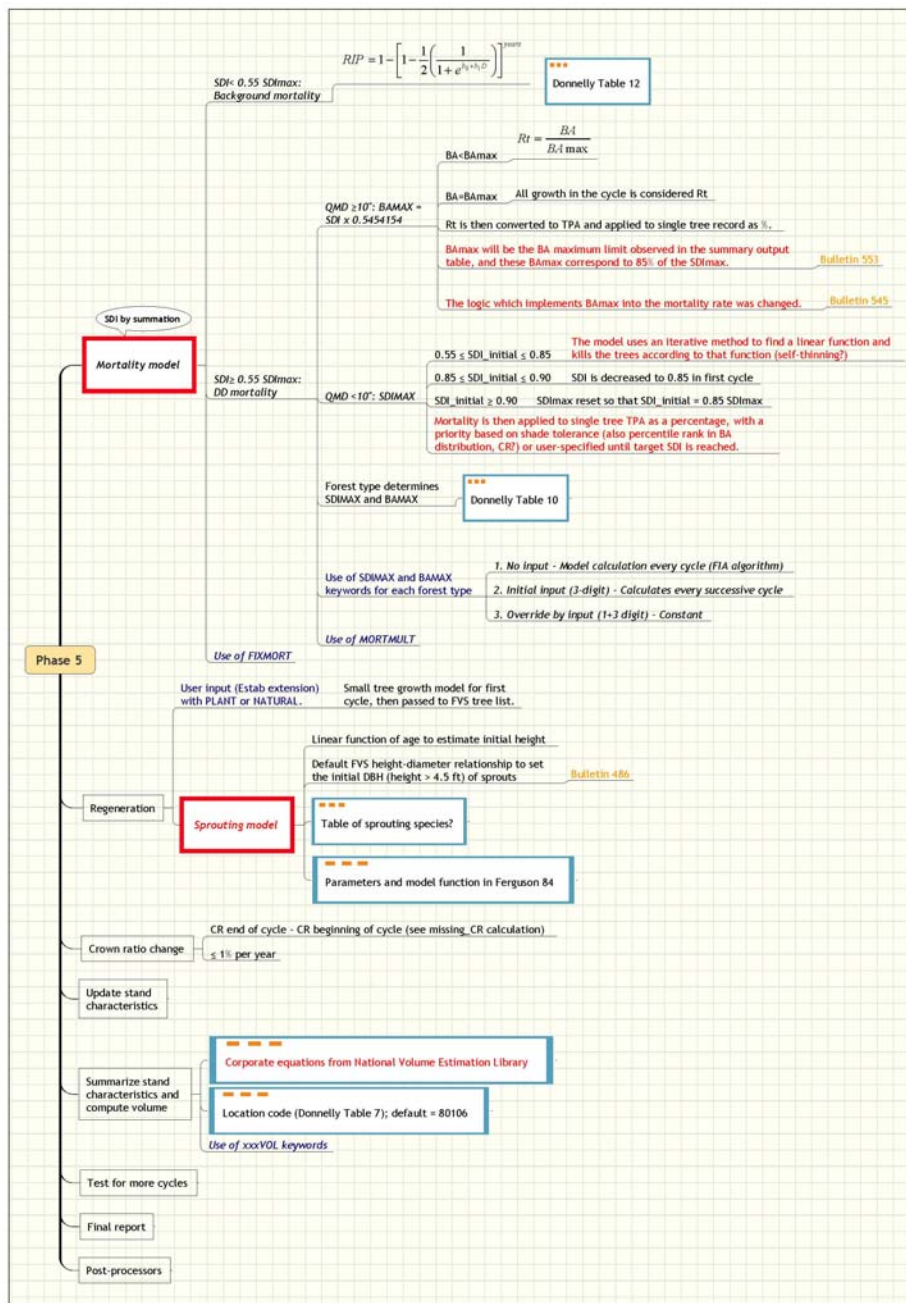 Phase 5
SDI by summation
Mortality model
SDI< 0.55 SDImax:
Background mortality
RIP = 1 − [1 − 1/2 (1 / (1 + e^{b₀+b₁D}))]^{years}
Donnelly Table 12
SDI≥ 0.55 SDImax:
DD mortality
QMD ≥10": BAMAX =
SDI x 0.5454154
BA<BAmax
Rt = BA / BA max
BA=BAmax
All growth in the cycle is considered Rt
Rt is then converted to TPA and applied to single tree record as %.
BAmax will be the BA maximum limit observed in the summary output
table, and these BAmax correspond to 85% of the SDImax.
Bulletin 553
The logic which implements BAmax into the mortality rate was changed.
Bulletin 545
QMD <10": SDIMAX
0.55 ≤ SDI_initial ≤ 0.85
The model uses an iterative method to find a linear function and
kills the trees according to that function (self-thinning?)
0.85 ≤ SDI_initial ≤ 0.90
SDI is decreased to 0.85 in first cycle
SDI_initial ≥ 0.90
SDImax reset so that SDI_initial = 0.85 SDImax
Mortality is then applied to single tree TPA as a percentage, with a
priority based on shade tolerance (also percentile rank in BA
distribution, CR?) or user-specified until target SDI is reached.
Forest type determines
SDIMAX and BAMAX
Donnelly Table 10
Use of SDIMAX and BAMAX
keywords for each forest type
1. No input - Model calculation every cycle (FIA algorithm)
2. Initial input (3-digit) - Calculates every successive cycle
3. Override by input (1+3 digit) - Constant
Use of MORTMULT
Use of FIXMORT
Regeneration
User input (Estab extension)
with PLANT or NATURAL.
Small tree growth model for first
cycle, then passed to FVS tree list.
Sprouting model
Linear function of age to estimate initial height
Default FVS height-diameter relationship to set
the initial DBH (height > 4.5 ft) of sprouts
Bulletin 486
Table of sprouting species?
Parameters and model function in Ferguson 84
Crown ratio change
CR end of cycle - CR beginning of cycle (see missing_CR calculation)
≤ 1% per year
Update stand
characteristics
Summarize stand
characteristics and
compute volume
Corporate equations from National Volume Estimation Library
Location code (Donnelly Table 7); default = 80106
Use of xxxVOL keywords
Test for more cycles
Final report
Post-processors